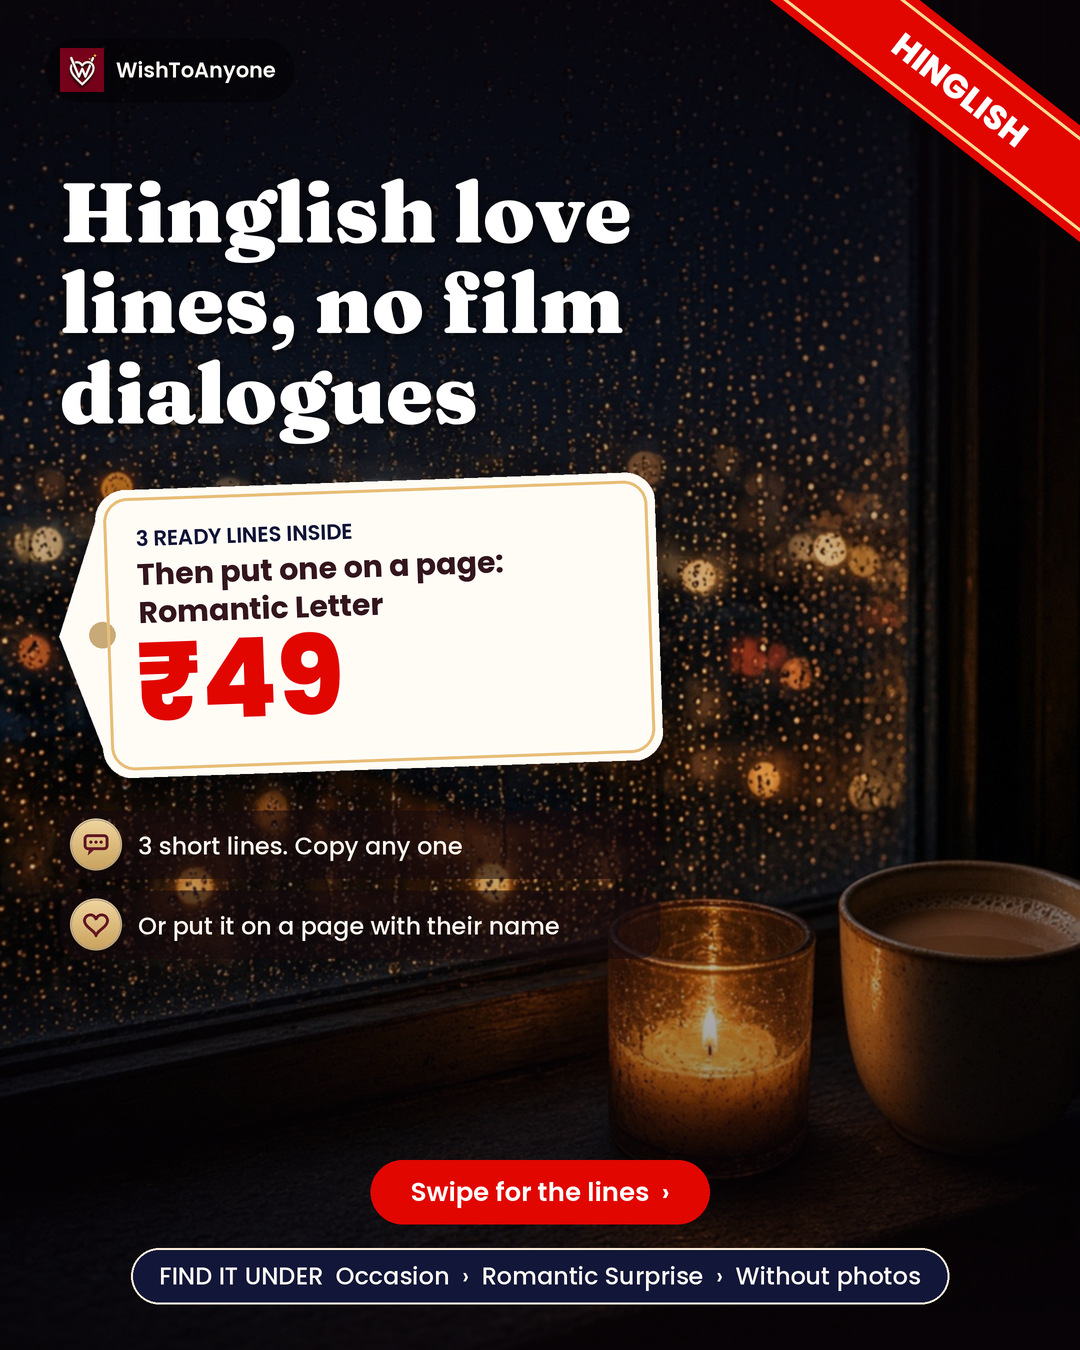 WishToAnyone
HINGLISH
Hinglish love
lines, no film
dialogues
3 READY LINES INSIDE
Then put one on a page:
Romantic Letter
₹49
3 short lines. Copy any one
Or put it on a page with their name
Swipe for the lines ›
FIND IT UNDER Occasion › Romantic Surprise › Without photos